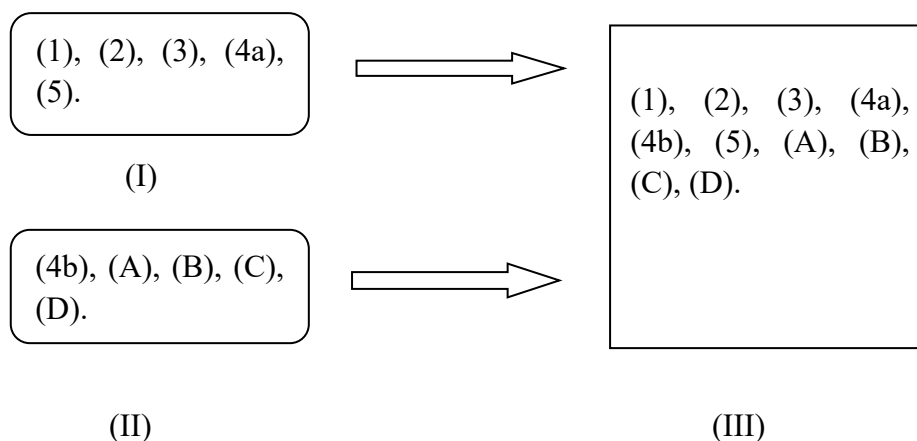 (1), (2), (3), (4a),
(5).
(I)
(4b), (A), (B), (C),
(D).
(II)
(1), (2), (3), (4a),
(4b), (5), (A), (B),
(C), (D).
(III)